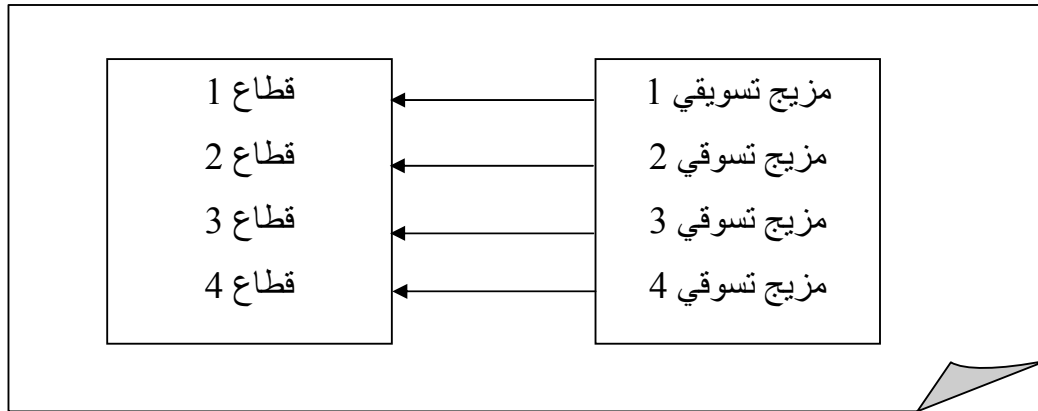 مزيج تسويقي 1
مزيج تسوقي 2
مزيج تسوقي 3
مزيج تسوقي 4
قطاع 1
قطاع 2
قطاع 3
قطاع 4